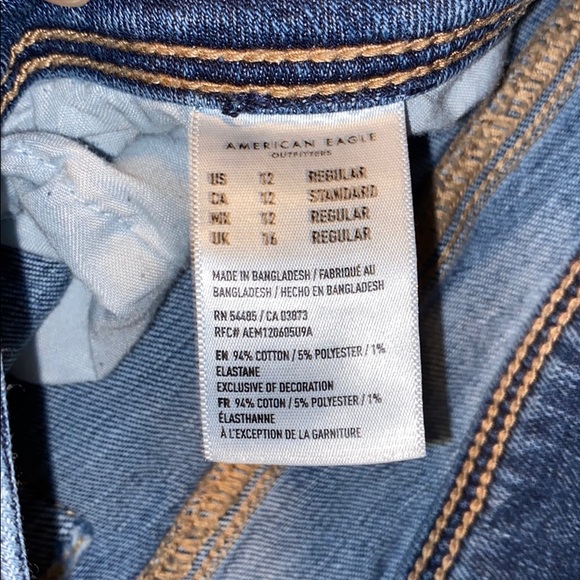 AMERICAN EAGLE
OUTFITTERS
US 12 REGULAR
CA 12 STANDARD
MX 12 REGULAR
UK 16 REGULAR
MADE IN BANGLADESH / FABRIQUÉ AU
BANGLADESH / HECHO EN BANGLADESH
RN 54485 / CA 03873
RFC# AEM120605U9A
EN 94% COTTON / 5% POLYESTER / 1%
ELASTANE
EXCLUSIVE OF DECORATION
FR 94% COTON / 5% POLYESTER / 1%
ÉLASTHANNE
À L'EXCEPTION DE LA GARNITURE